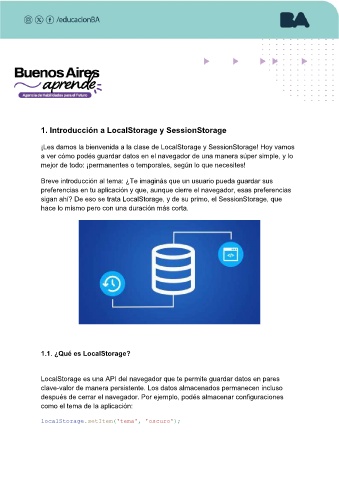 /educacionBA
BA
Buenos Aires
aprende
Agencia de Habilidades para el Futuro
1. Introducción a LocalStorage y SessionStorage
¡Les damos la bienvenida a la clase de LocalStorage y SessionStorage! Hoy vamos
a ver cómo podés guardar datos en el navegador de una manera súper simple, y lo
mejor de todo: ¡permanentes o temporales, según lo que necesites!
Breve introducción al tema: ¿Te imaginás que un usuario pueda guardar sus
preferencias en tu aplicación y que, aunque cierre el navegador, esas preferencias
sigan ahí? De eso se trata LocalStorage, y de su primo, el SessionStorage, que
hace lo mismo pero con una duración más corta.
</>
1.1. ¿Qué es LocalStorage?
LocalStorage es una API del navegador que te permite guardar datos en pares
clave-valor de manera persistente. Los datos almacenados permanecen incluso
después de cerrar el navegador. Por ejemplo, podés almacenar configuraciones
como el tema de la aplicación:
localStorage.setItem('tema', 'oscuro');